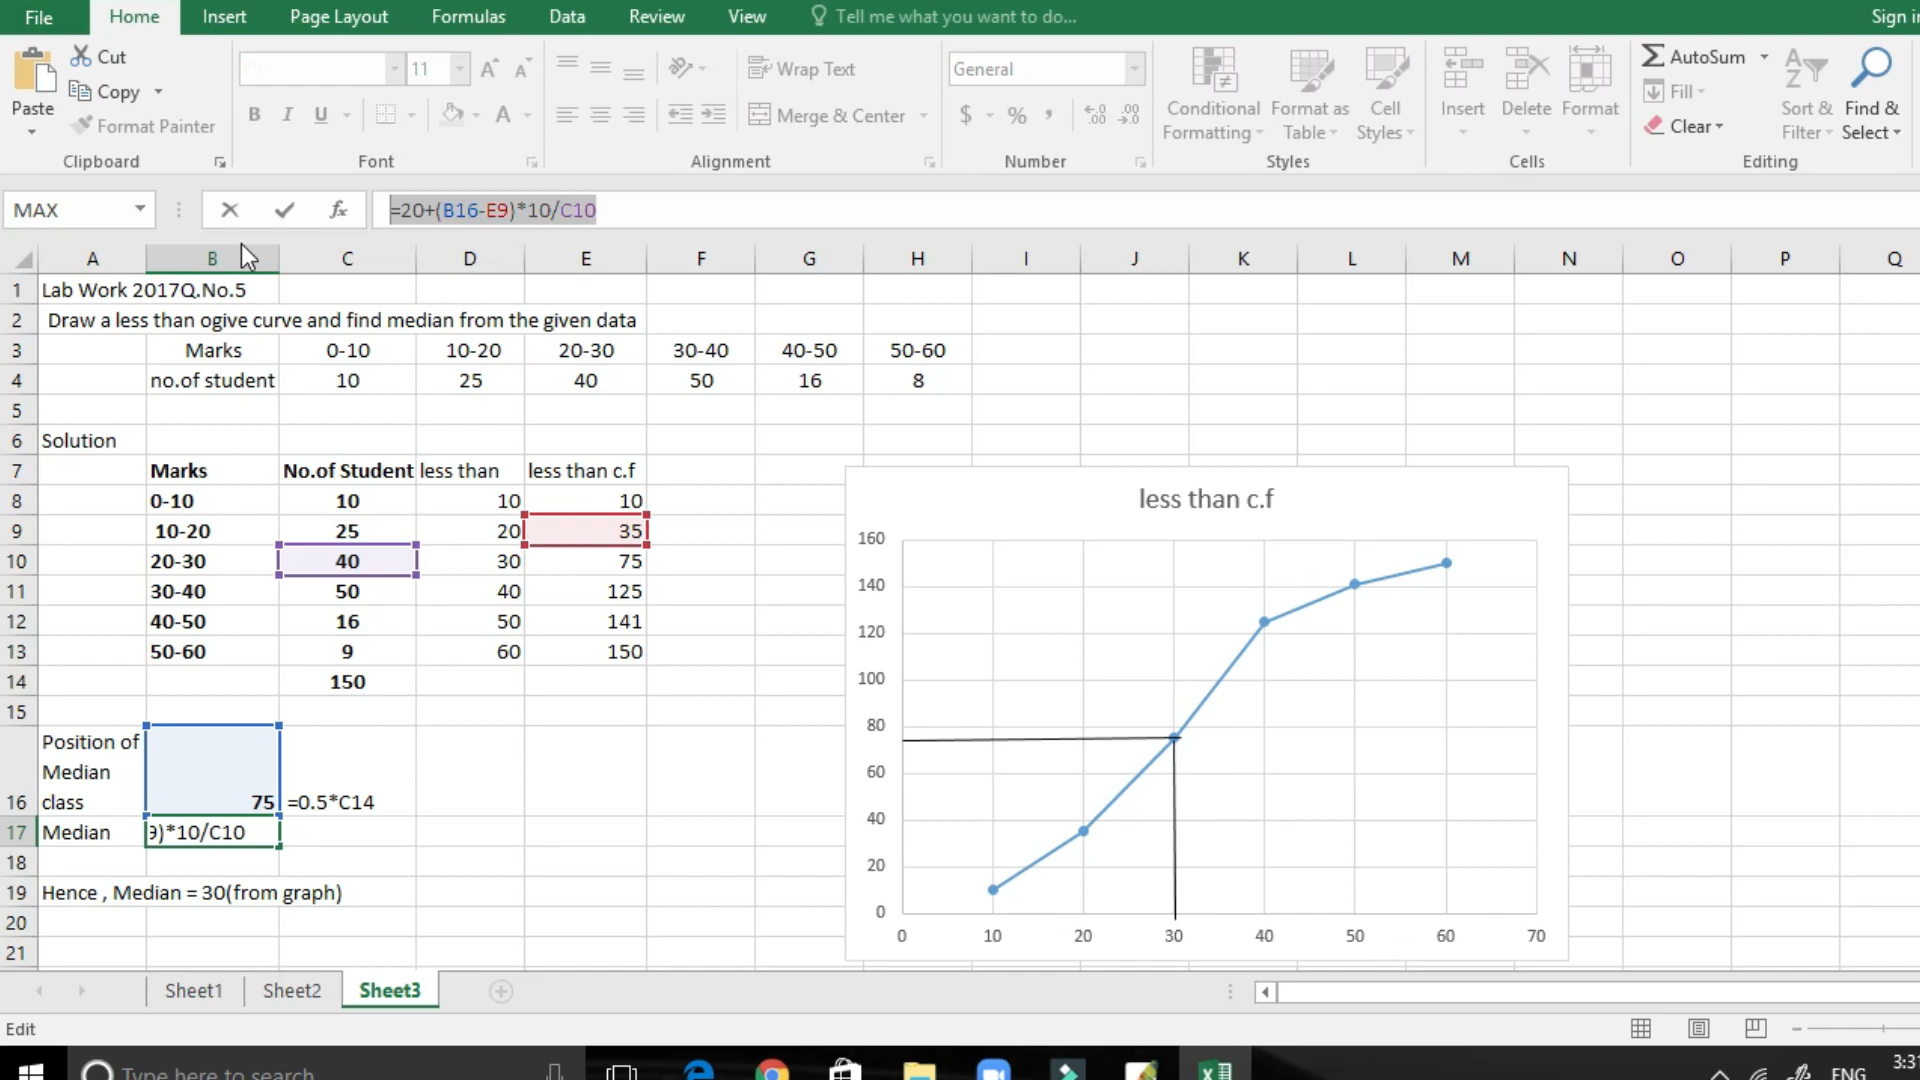 File Home Insert Page Layout Formulas Data Review View Tell me what you want to do... Sign in
Cut
Copy
Format Painter
Paste
Clipboard
11
B I U
Font
Wrap Text
Merge & Center
Alignment
General
$ % ,
Number
Conditional Formatting
Format as Table
Cell Styles
Styles
Insert
Delete
Format
Cells
AutoSum
Fill
Clear
Sort & Filter
Find & Select
Editing
MAX fx =20+(B16-E9)*10/C10
A B C D E F G H I J K L M N O P Q
1 Lab Work 2017Q.No.5
2 Draw a less than ogive curve and find median from the given data
3 Marks 0-10 10-20 20-30 30-40 40-50 50-60
4 no.of student 10 25 40 50 16 8
5
6 Solution
7 Marks No.of Student less than less than c.f
8 0-10 10 10 10
9 10-20 25 20 35
10 20-30 40 30 75
11 30-40 50 40 125
12 40-50 16 50 141
13 50-60 9 60 150
14 150
15
Position of
Median
16 class 75 =0.5*C14
17 Median 9)*10/C10
18
19 Hence , Median = 30(from graph)
20
21
less than c.f
160
140
120
100
80
60
40
20
0
0 10 20 30 40 50 60 70
Sheet1 Sheet2 Sheet3
Edit
Type here to search
ENG